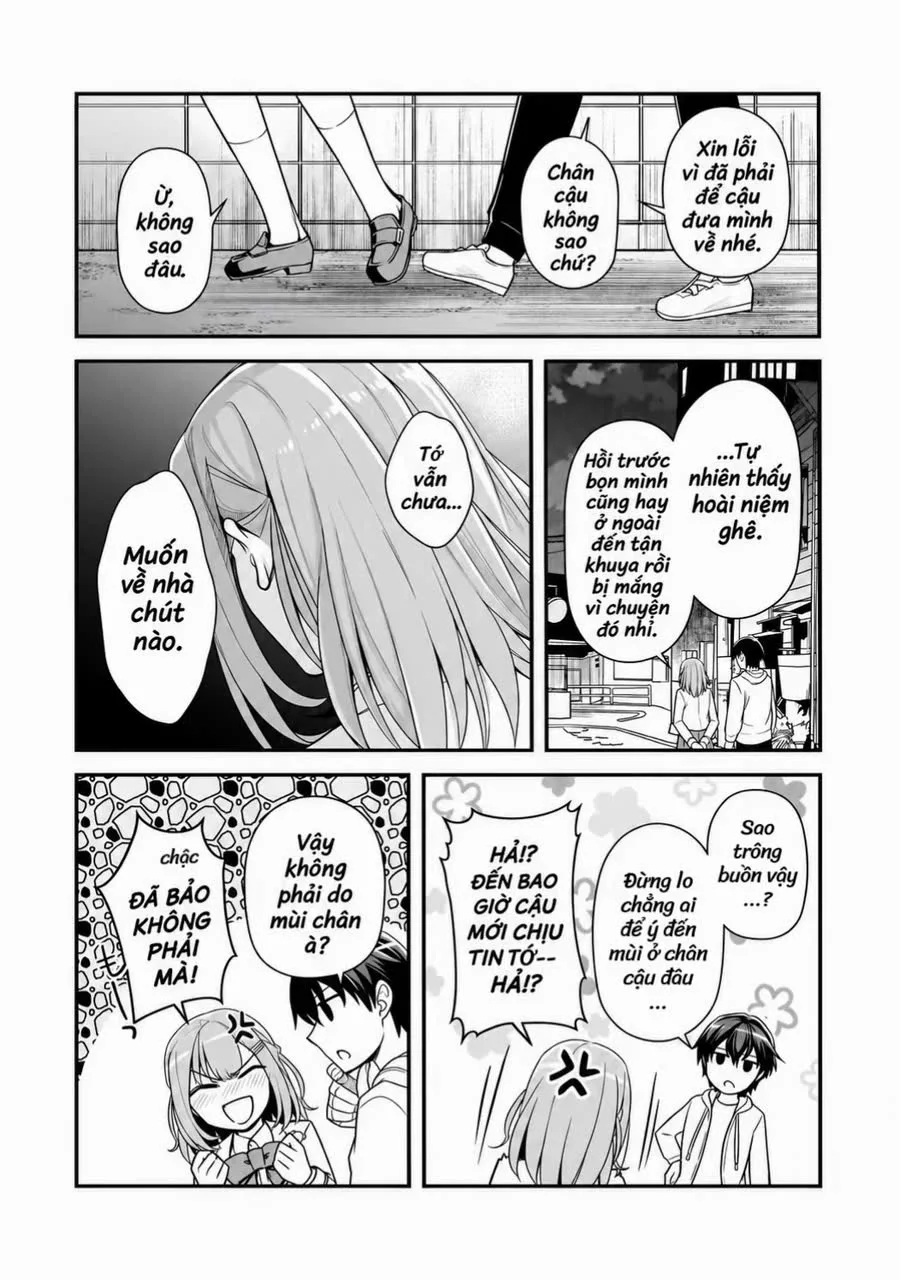 Xin lỗi
vì đã phải
để cậu
đưa mình
về nhé.
Chân
cậu
không
sao
chứ?
Ừ,
không
sao
đâu.
...Tự
nhiên thấy
hoài niệm
ghê.
Hồi trước
bọn mình
cũng hay
ở ngoài
đến tận
khuya rồi
bị mắng
vì chuyện
đó nhỉ.
Tớ
vẫn
chưa...
Muốn
về nhà
chút
nào.
Sao
trông
buồn vậy
...?
Đừng lo
chẳng ai
để ý đến
mùi ở chân
cậu đâu
...
HẢ!?
ĐẾN BAO
GIỜ CẬU
MỚI CHỊU
TIN TỚ--
HẢ!?
Vậy
không
phải do
mùi chân
à?
chậc
ĐÃ BẢO
KHÔNG
PHẢI
MÀ!